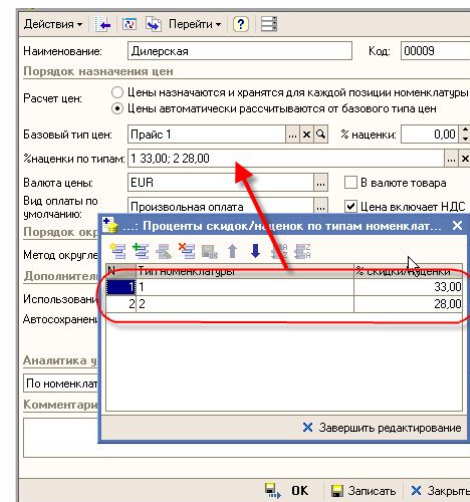 Действия Перейти ?
Наименование: Дилерская Код: 00009
Порядок назначения цен
Расчет цен: Цены назначаются и хранятся для каждой позиции номенклатуры
Цены автоматически рассчитываются от базового типа цен
Базовый тип цен: Прайс 1 ... x % наценки: 0,00
%наценки по типам: 1 33,00; 2 28,00 ... x
Валюта цены: EUR ... В валюте товара
Вид оплаты по умолчанию: Произвольная оплата ... Цена включает НДС
Порядок окр
...: Проценты скидок/наценок по типам номенклат... X
Метод округле
Дополнител
N Тип номенклатуры % скидки/наценки
Использовани
1 1 33,00
Автосохранен
2 2 28,00
Аналитика у
По номенклат
Комментари
X Завершить редактирование
OK Записать X Закрыть